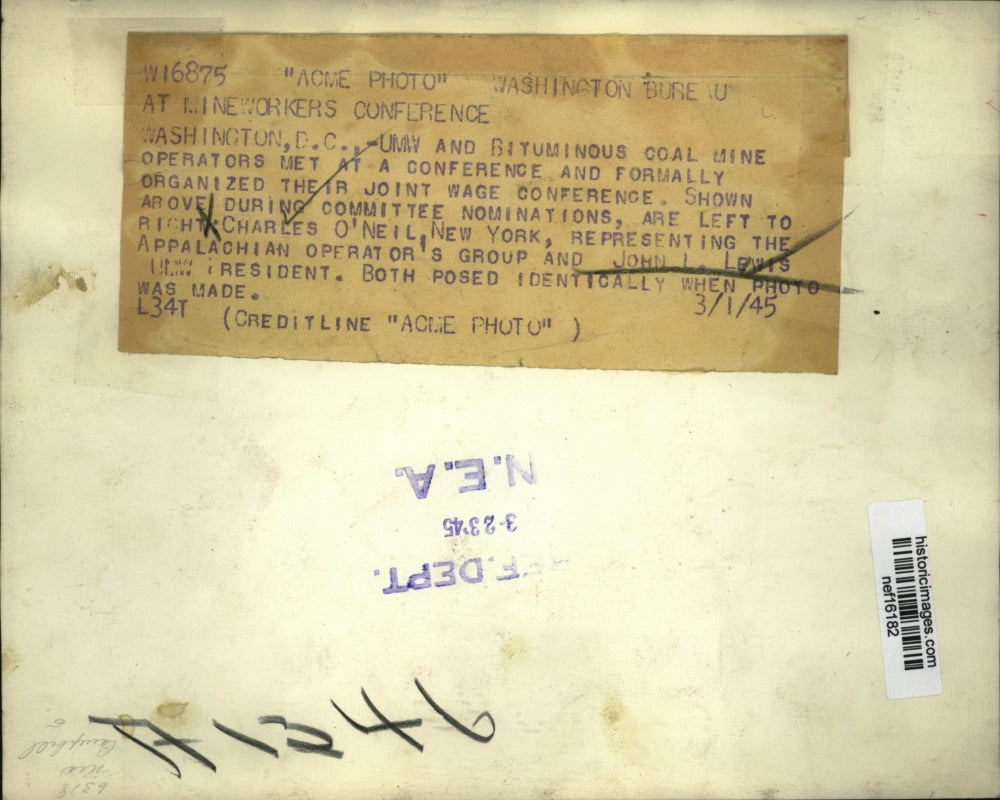 W16875 "ACME PHOTO" WASHINGTON BUREAU
AT MINEWORKERS CONFERENCE
WASHINGTON, D.C.,-UMW AND BITUMINOUS COAL MINE
OPERATORS MET AT A CONFERENCE AND FORMALLY
ORGANIZED THEIR JOINT WAGE CONFERENCE. SHOWN
ABOVE DURING COMMITTEE NOMINATIONS, ARE LEFT TO
RIGHT CHARLES O'NEIL, NEW YORK, REPRESENTING THE
APPALACHIAN OPERATOR'S GROUP AND JOHN L. LEWIS
UMW PRESIDENT. BOTH POSED IDENTICALLY WHEN PHOTO
WAS MADE.
L34T 3/1/45
(CREDITLINE "ACME PHOTO" )
N.E.A.
3-23'45
REF. DEPT.
historicimages.com
nef16182
6318
Campbell